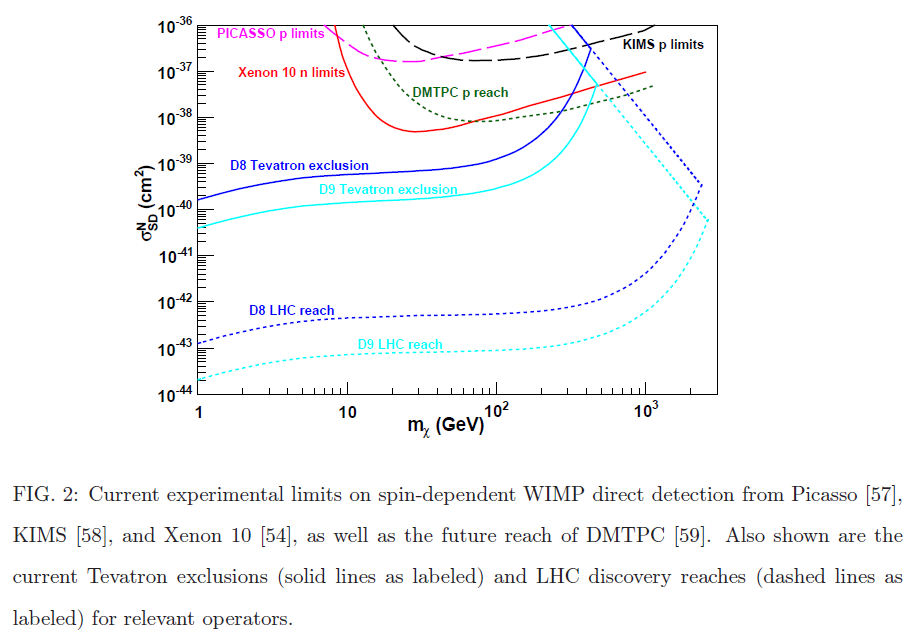 10^-36
PICASSO p limits
KIMS p limits
10^-37
Xenon 10 n limits
DMTPC p reach
10^-38
10^-39
D8 Tevatron exclusion
D9 Tevatron exclusion
σ^N_SD (cm^2)
10^-40
10^-41
10^-42
D8 LHC reach
D9 LHC reach
10^-43
10^-44
1 10 10^2 10^3
m_χ (GeV)
FIG. 2: Current experimental limits on spin-dependent WIMP direct detection from Picasso [57],
KIMS [58], and Xenon 10 [54], as well as the future reach of DMTPC [59]. Also shown are the
current Tevatron exclusions (solid lines as labeled) and LHC discovery reaches (dashed lines as
labeled) for relevant operators.